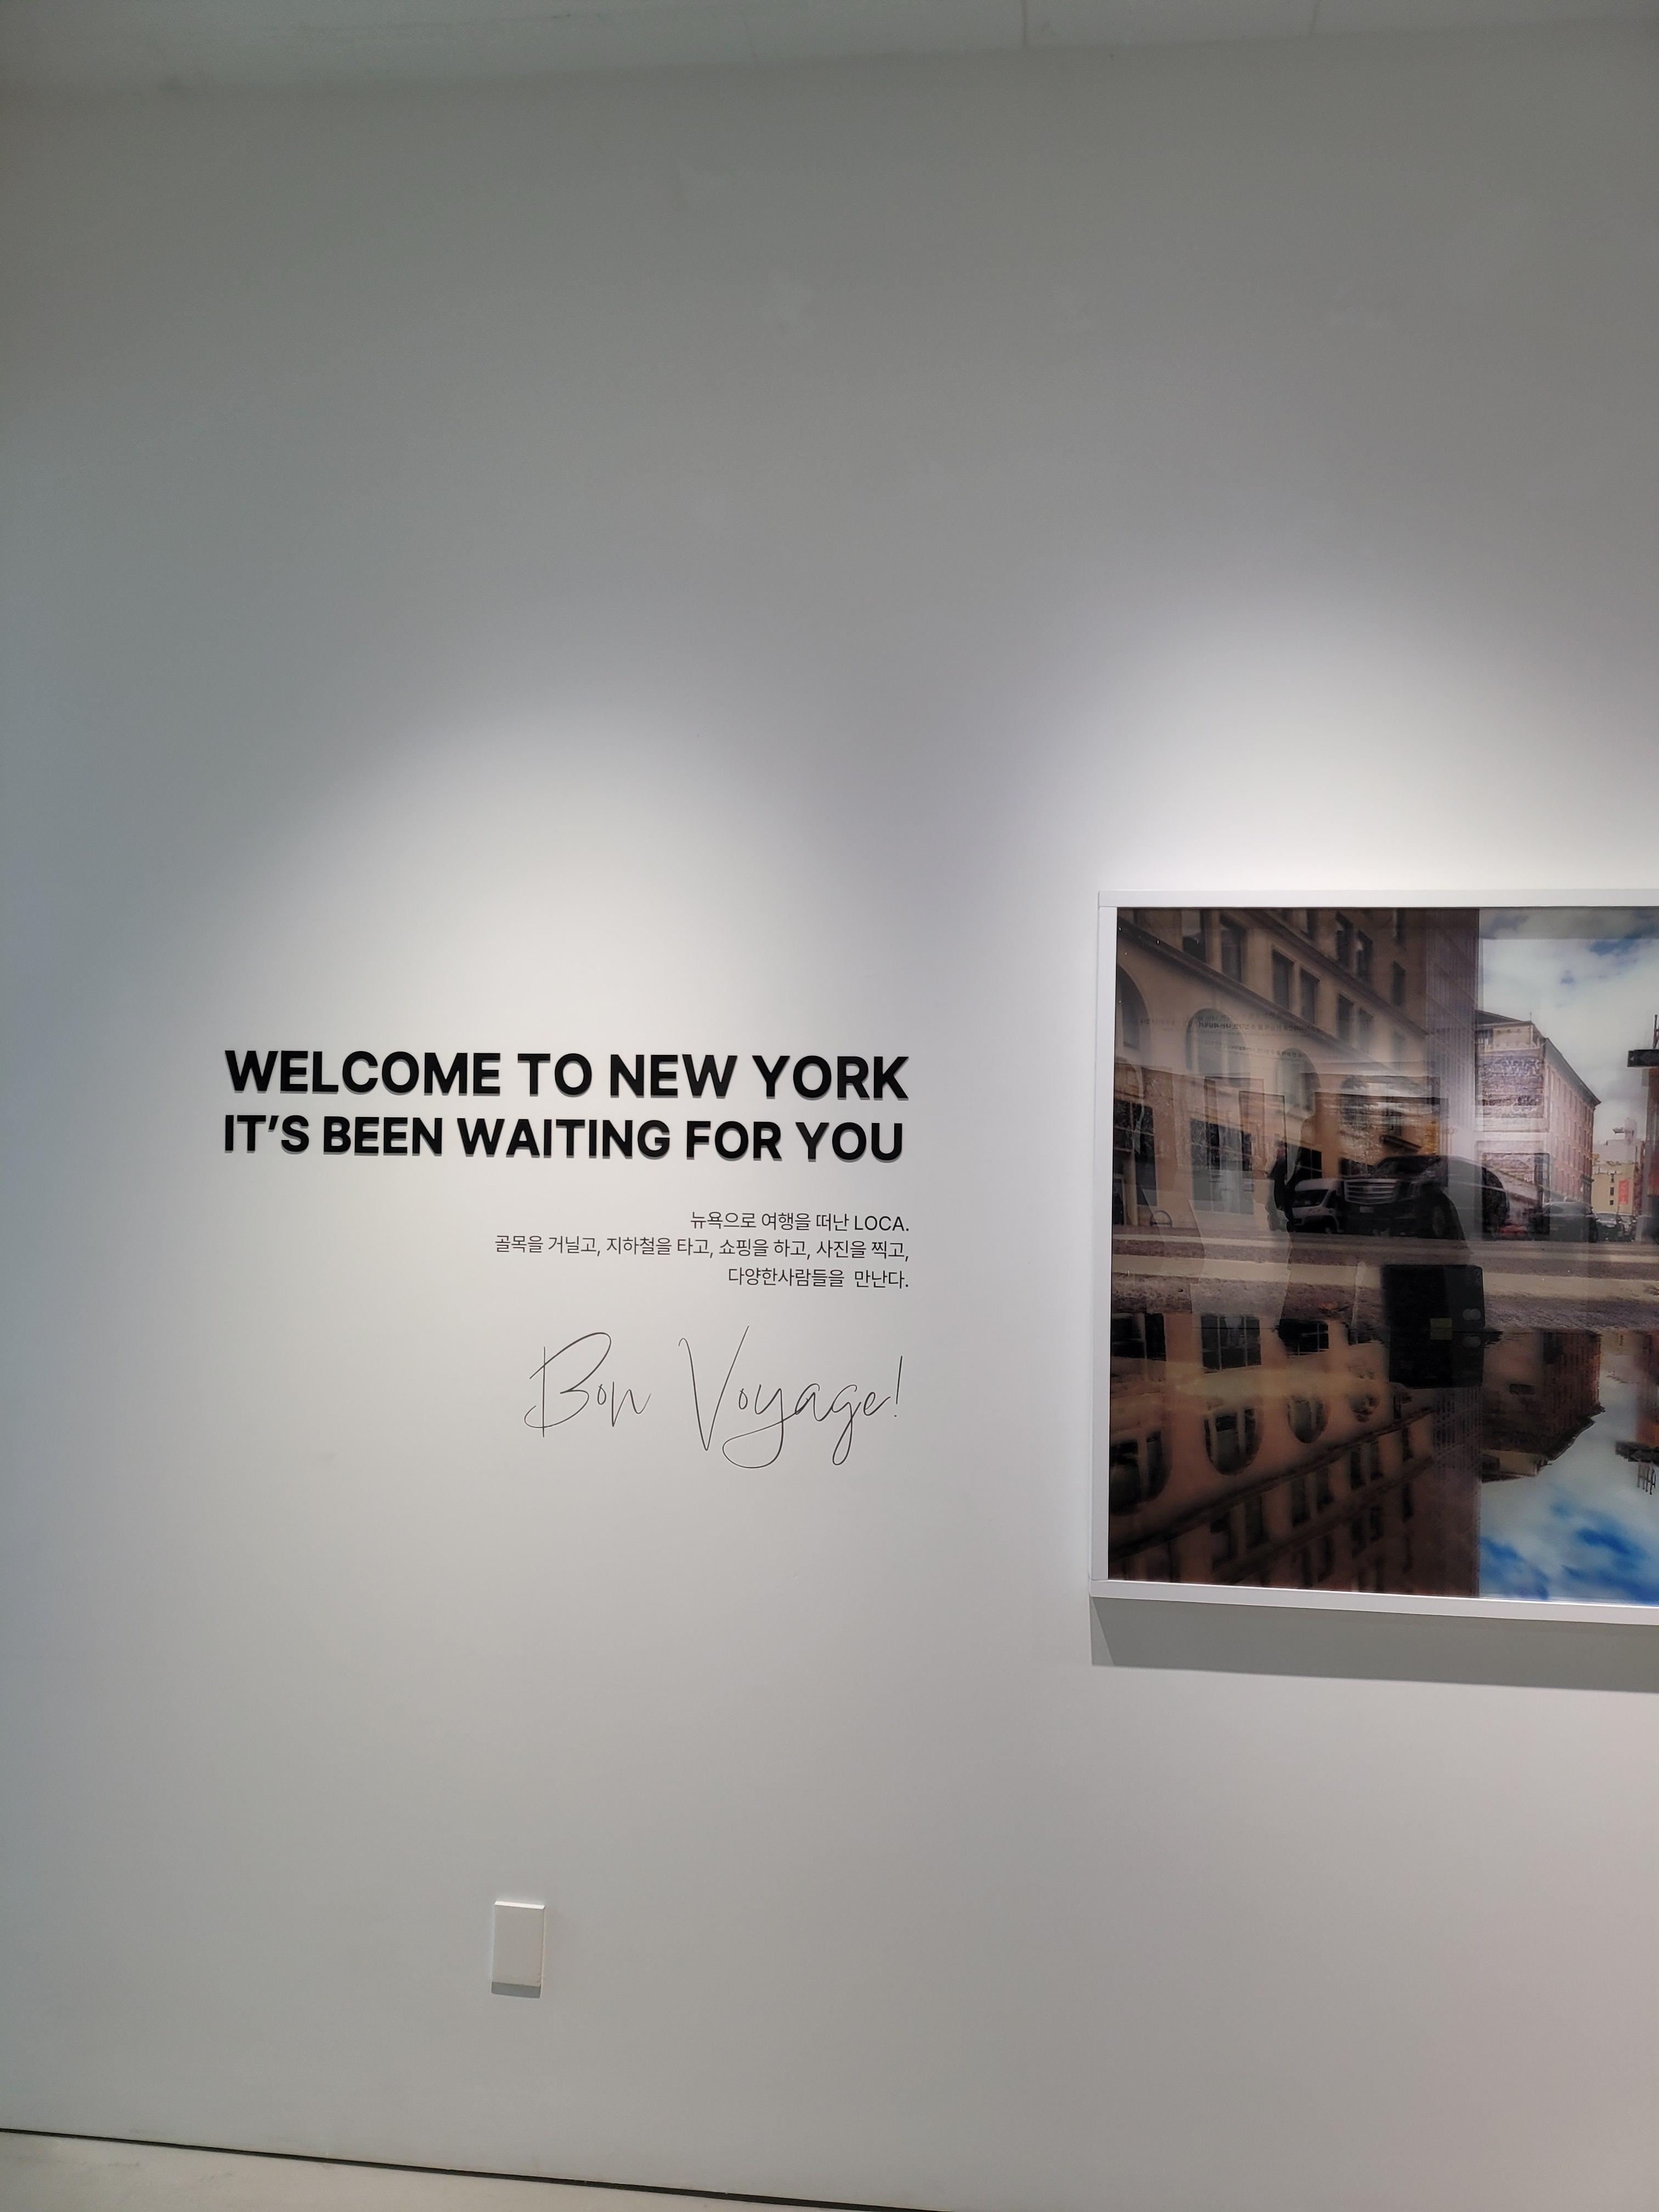 WELCOME TO NEW YORK
IT'S BEEN WAITING FOR YOU
뉴욕으로 여행을 떠난 LOCA.
골목을 거닐고, 지하철을 타고, 쇼핑을 하고, 사진을 찍고,
다양한사람들을 만난다.
Bon Voyage!